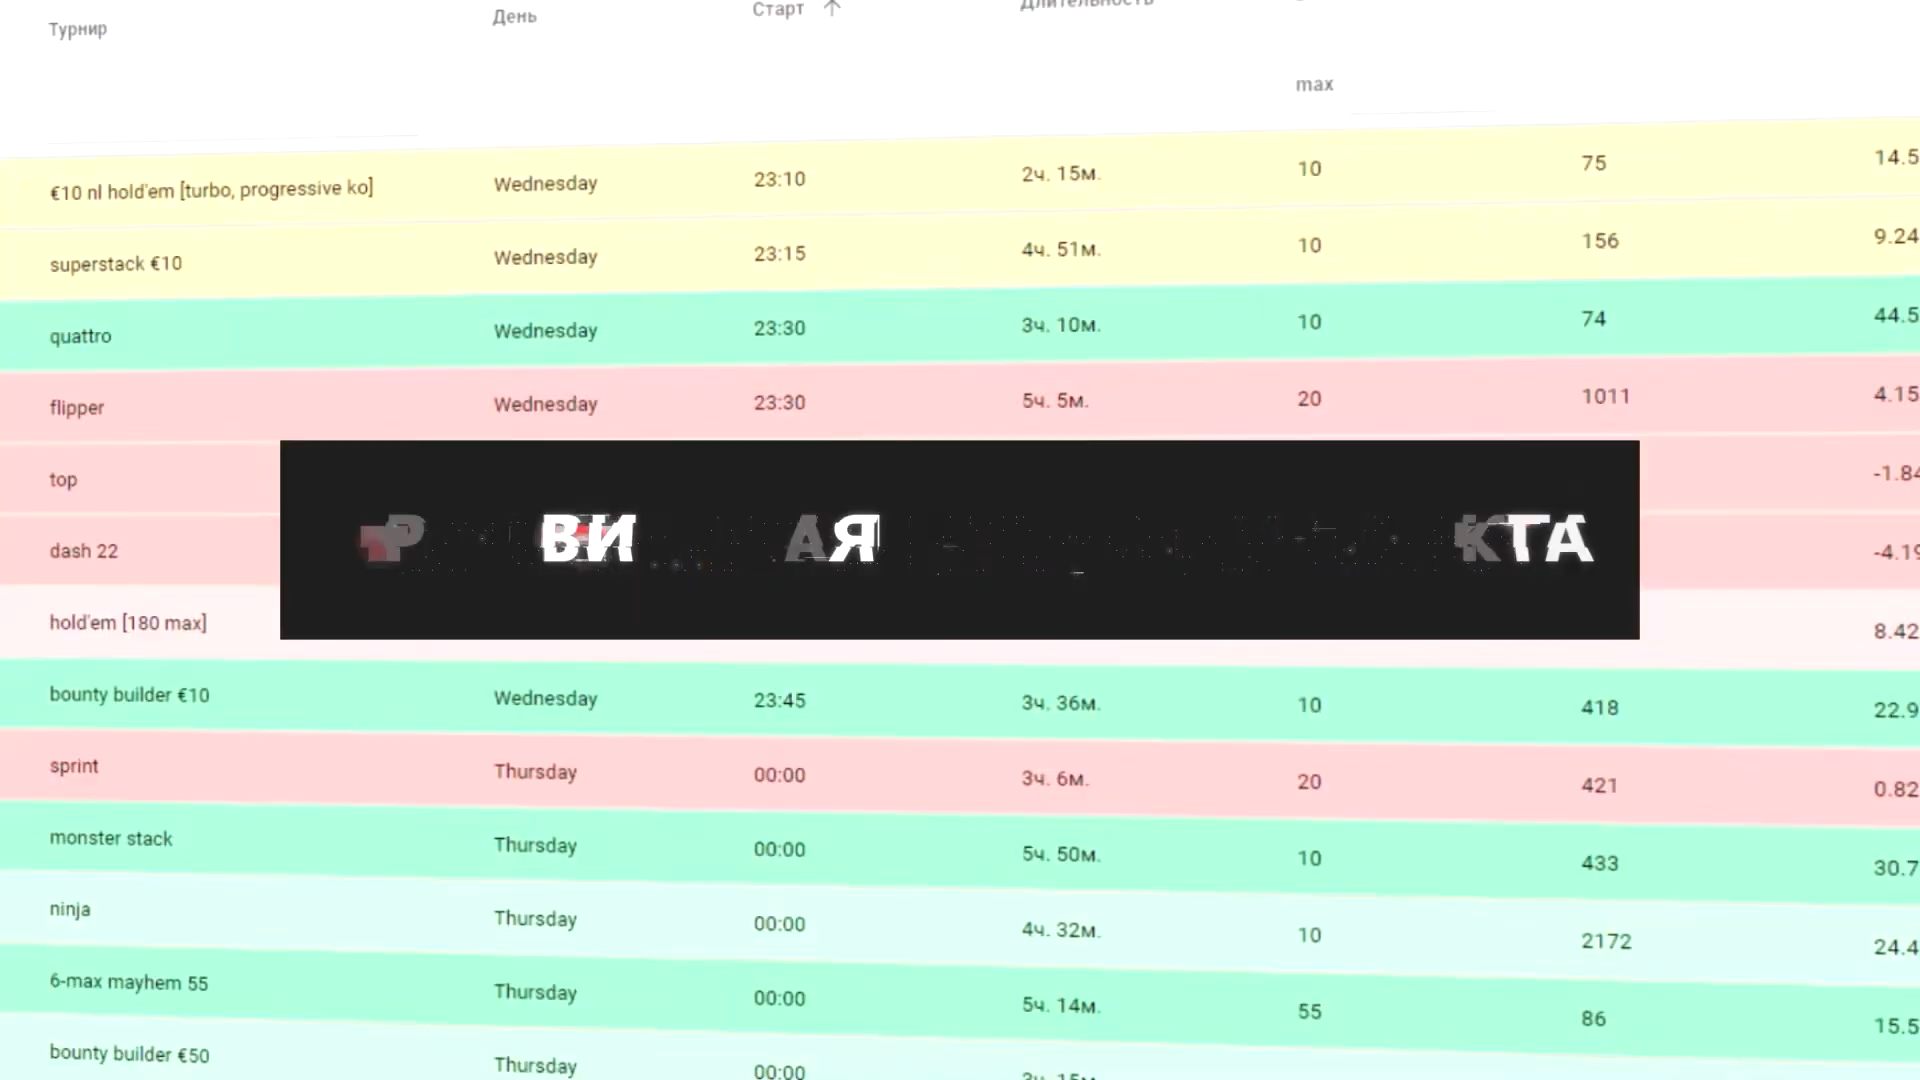 Турнир День Старт ↑ Длительность
max
€10 nl hold'em [turbo, progressive ko] Wednesday 23:10 2ч. 15м. 10 75 14.5
superstack €10 Wednesday 23:15 4ч. 51м. 10 156 9.24
quattro Wednesday 23:30 3ч. 10м. 10 74 44.5
flipper Wednesday 23:30 5ч. 5м. 20 1011 4.15
top -1.84
dash 22 -4.19
hold'em [180 max] 8.42
bounty builder €10 Wednesday 23:45 3ч. 36м. 10 418 22.9
sprint Thursday 00:00 3ч. 6м. 20 421 0.82
monster stack Thursday 00:00 5ч. 50м. 10 433 30.7
ninja Thursday 00:00 4ч. 32м. 10 2172 24.4
6-max mayhem 55 Thursday 00:00 5ч. 14м. 55 86 15.5
bounty builder €50 Thursday 00:00